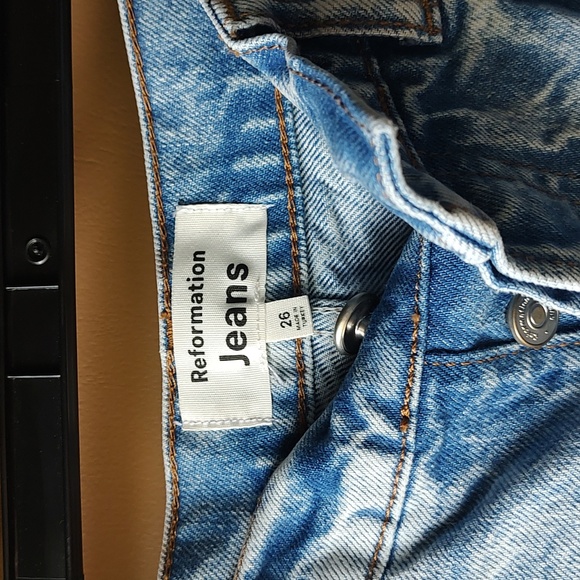 Reformation
Jeans
26
MADE IN
TURKEY